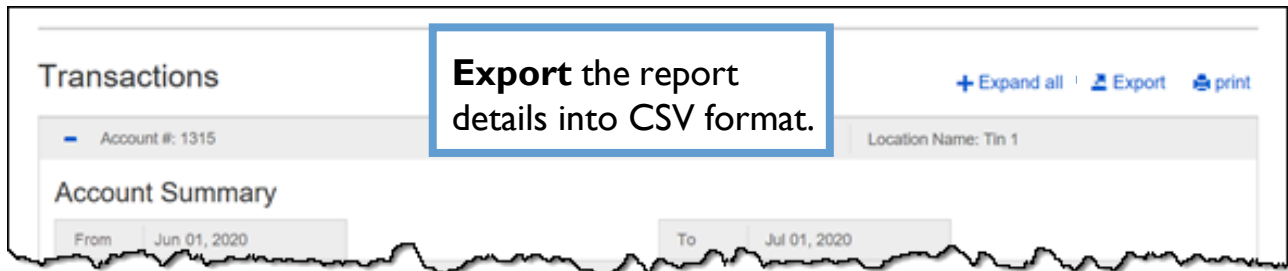 Transactions
Export the report
details into CSV format.
+ Expand all Export print
− Account #: 1315 Location Name: Tin 1
Account Summary
From Jun 01, 2020 To Jul 01, 2020